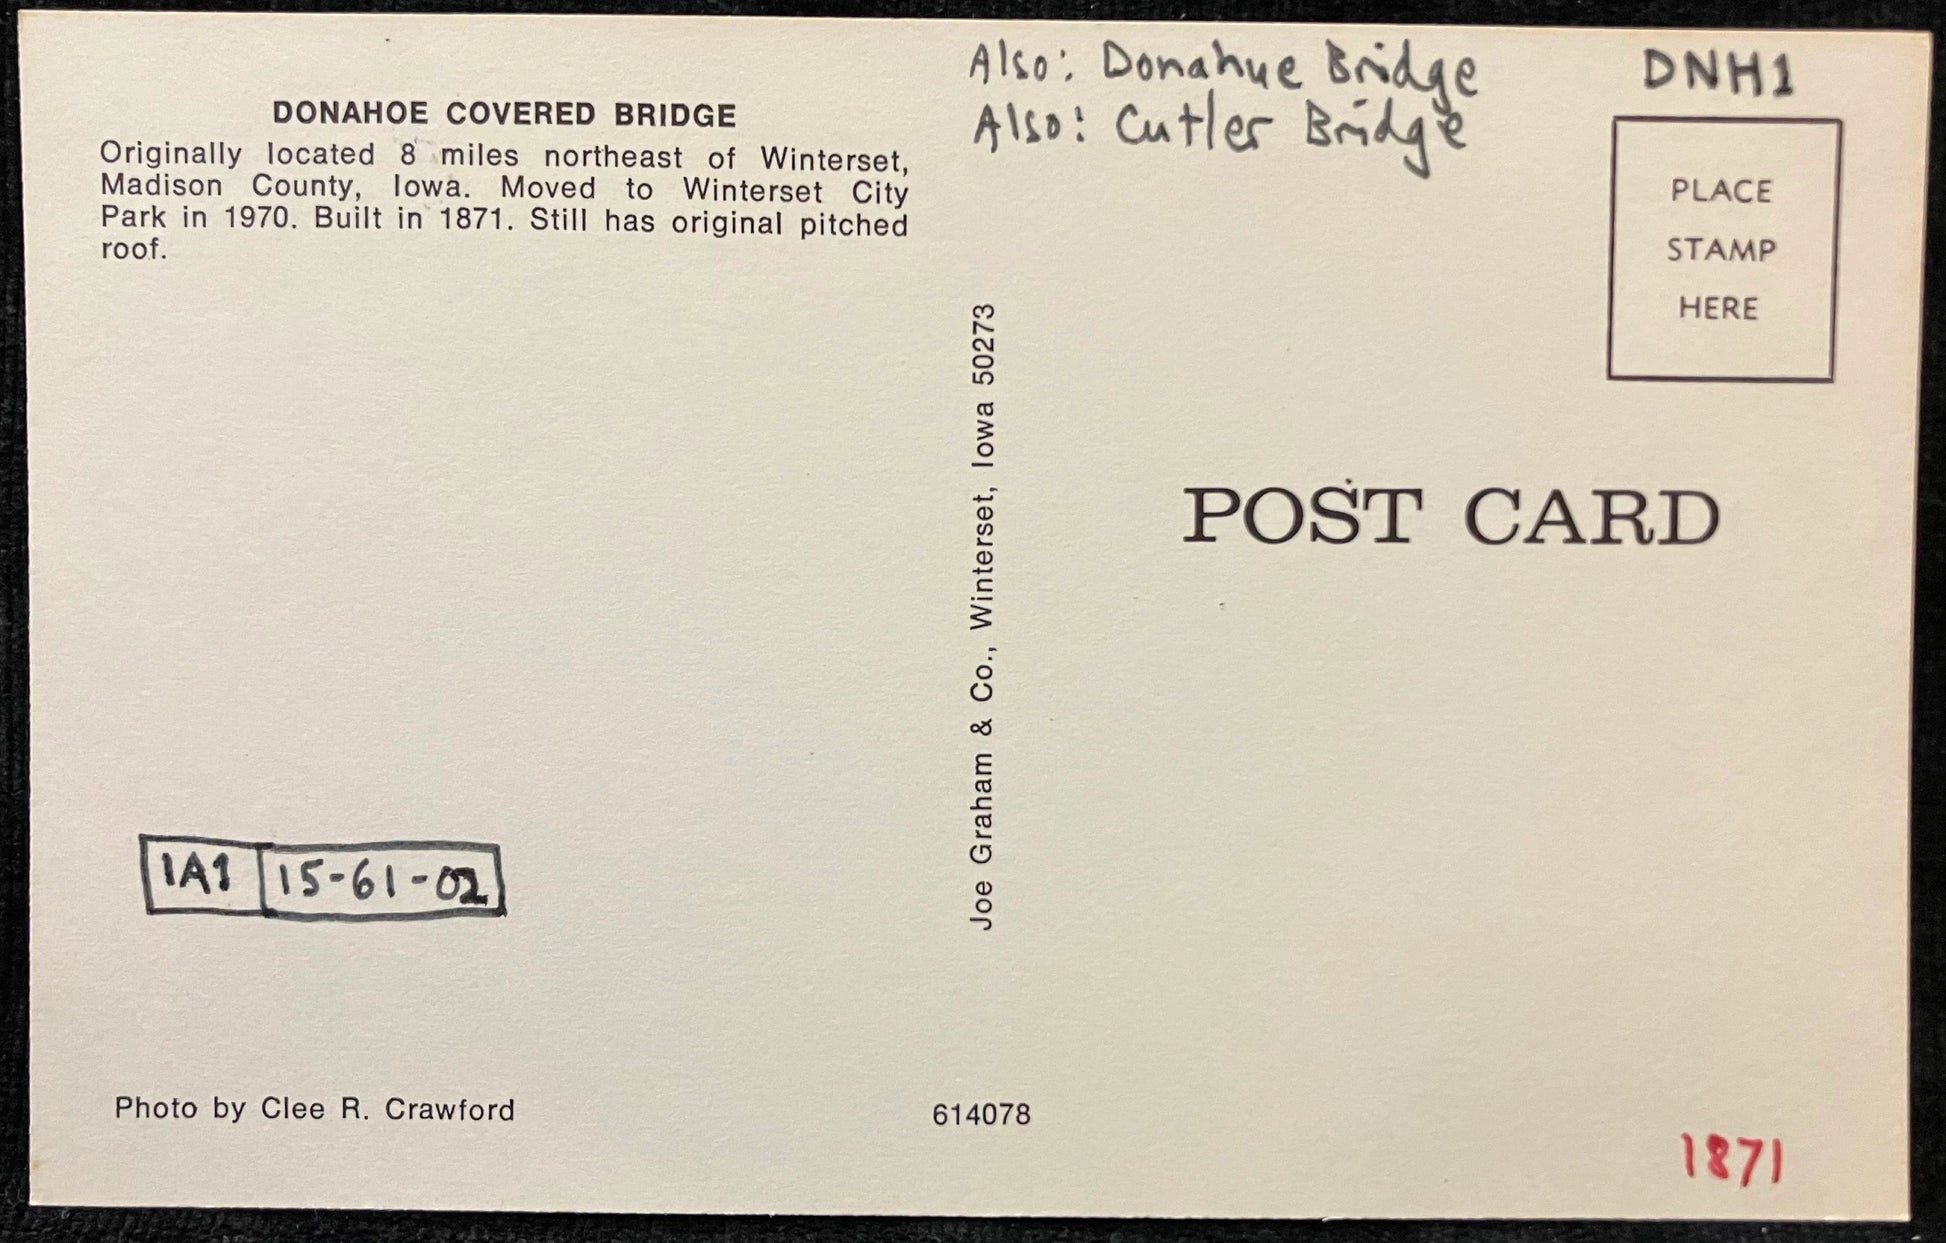 DONAHOE COVERED BRIDGE
Originally located 8 miles northeast of Winterset,
Madison County, Iowa. Moved to Winterset City
Park in 1970. Built in 1871. Still has original pitched
roof.
IA1 15-61-02
Photo by Clee R. Crawford
Joe Graham & Co., Winterset, Iowa 50273
614078
Also: Donahue Bridge
Also: Cutler Bridge
DNH1
PLACE
STAMP
HERE
POST CARD
1871